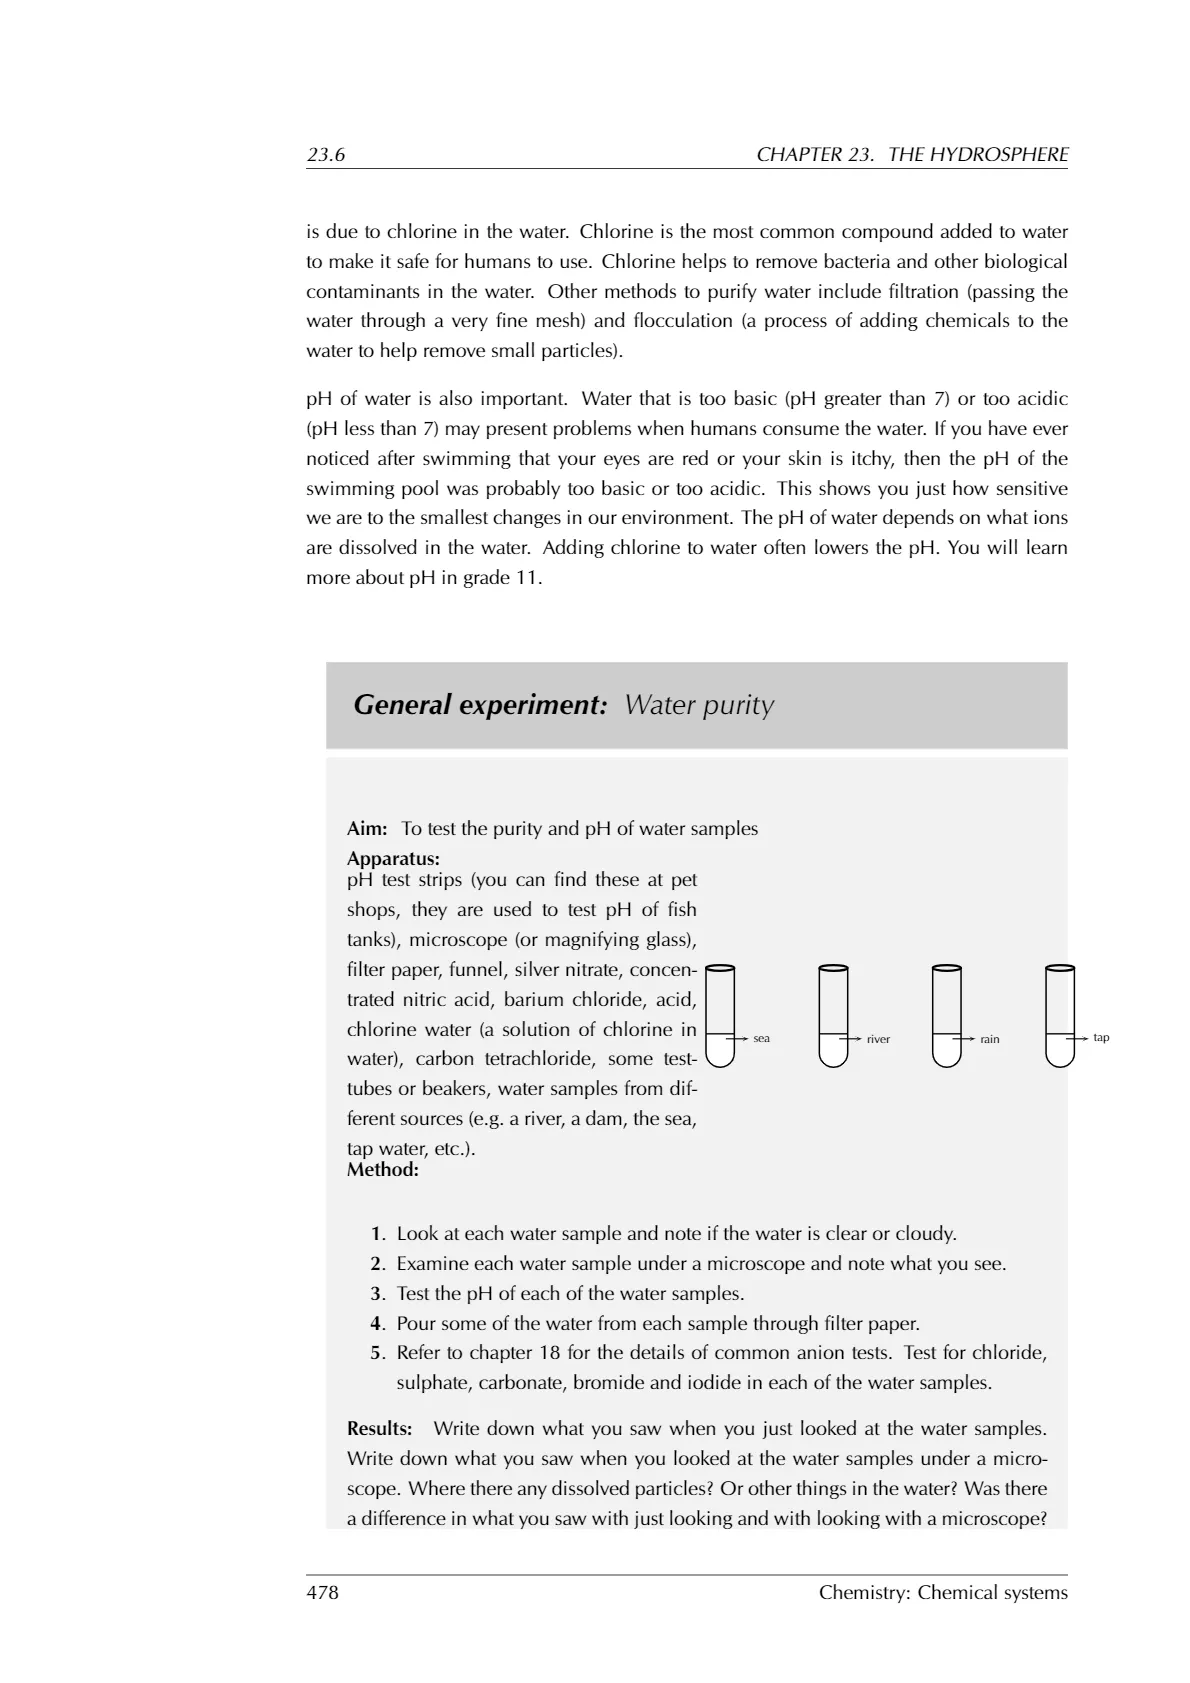 23.6 CHAPTER 23. THE HYDROSPHERE
is due to chlorine in the water. Chlorine is the most common compound added to water
to make it safe for humans to use. Chlorine helps to remove bacteria and other biological
contaminants in the water. Other methods to purify water include filtration (passing the
water through a very fine mesh) and flocculation (a process of adding chemicals to the
water to help remove small particles).
pH of water is also important. Water that is too basic (pH greater than 7) or too acidic
(pH less than 7) may present problems when humans consume the water. If you have ever
noticed after swimming that your eyes are red or your skin is itchy, then the pH of the
swimming pool was probably too basic or too acidic. This shows you just how sensitive
we are to the smallest changes in our environment. The pH of water depends on what ions
are dissolved in the water. Adding chlorine to water often lowers the pH. You will learn
more about pH in grade 11.
General experiment: Water purity
Aim: To test the purity and pH of water samples
Apparatus:
pH test strips (you can find these at pet
shops, they are used to test pH of fish
tanks), microscope (or magnifying glass),
filter paper, funnel, silver nitrate, concen-
trated nitric acid, barium chloride, acid,
chlorine water (a solution of chlorine in
water), carbon tetrachloride, some test-
tubes or beakers, water samples from dif-
ferent sources (e.g. a river, a dam, the sea,
tap water, etc.).
sea river rain tap
Method:
1. Look at each water sample and note if the water is clear or cloudy.
2. Examine each water sample under a microscope and note what you see.
3. Test the pH of each of the water samples.
4. Pour some of the water from each sample through filter paper.
5. Refer to chapter 18 for the details of common anion tests. Test for chloride,
sulphate, carbonate, bromide and iodide in each of the water samples.
Results: Write down what you saw when you just looked at the water samples.
Write down what you saw when you looked at the water samples under a micro-
scope. Where there any dissolved particles? Or other things in the water? Was there
a difference in what you saw with just looking and with looking with a microscope?
478 Chemistry: Chemical systems